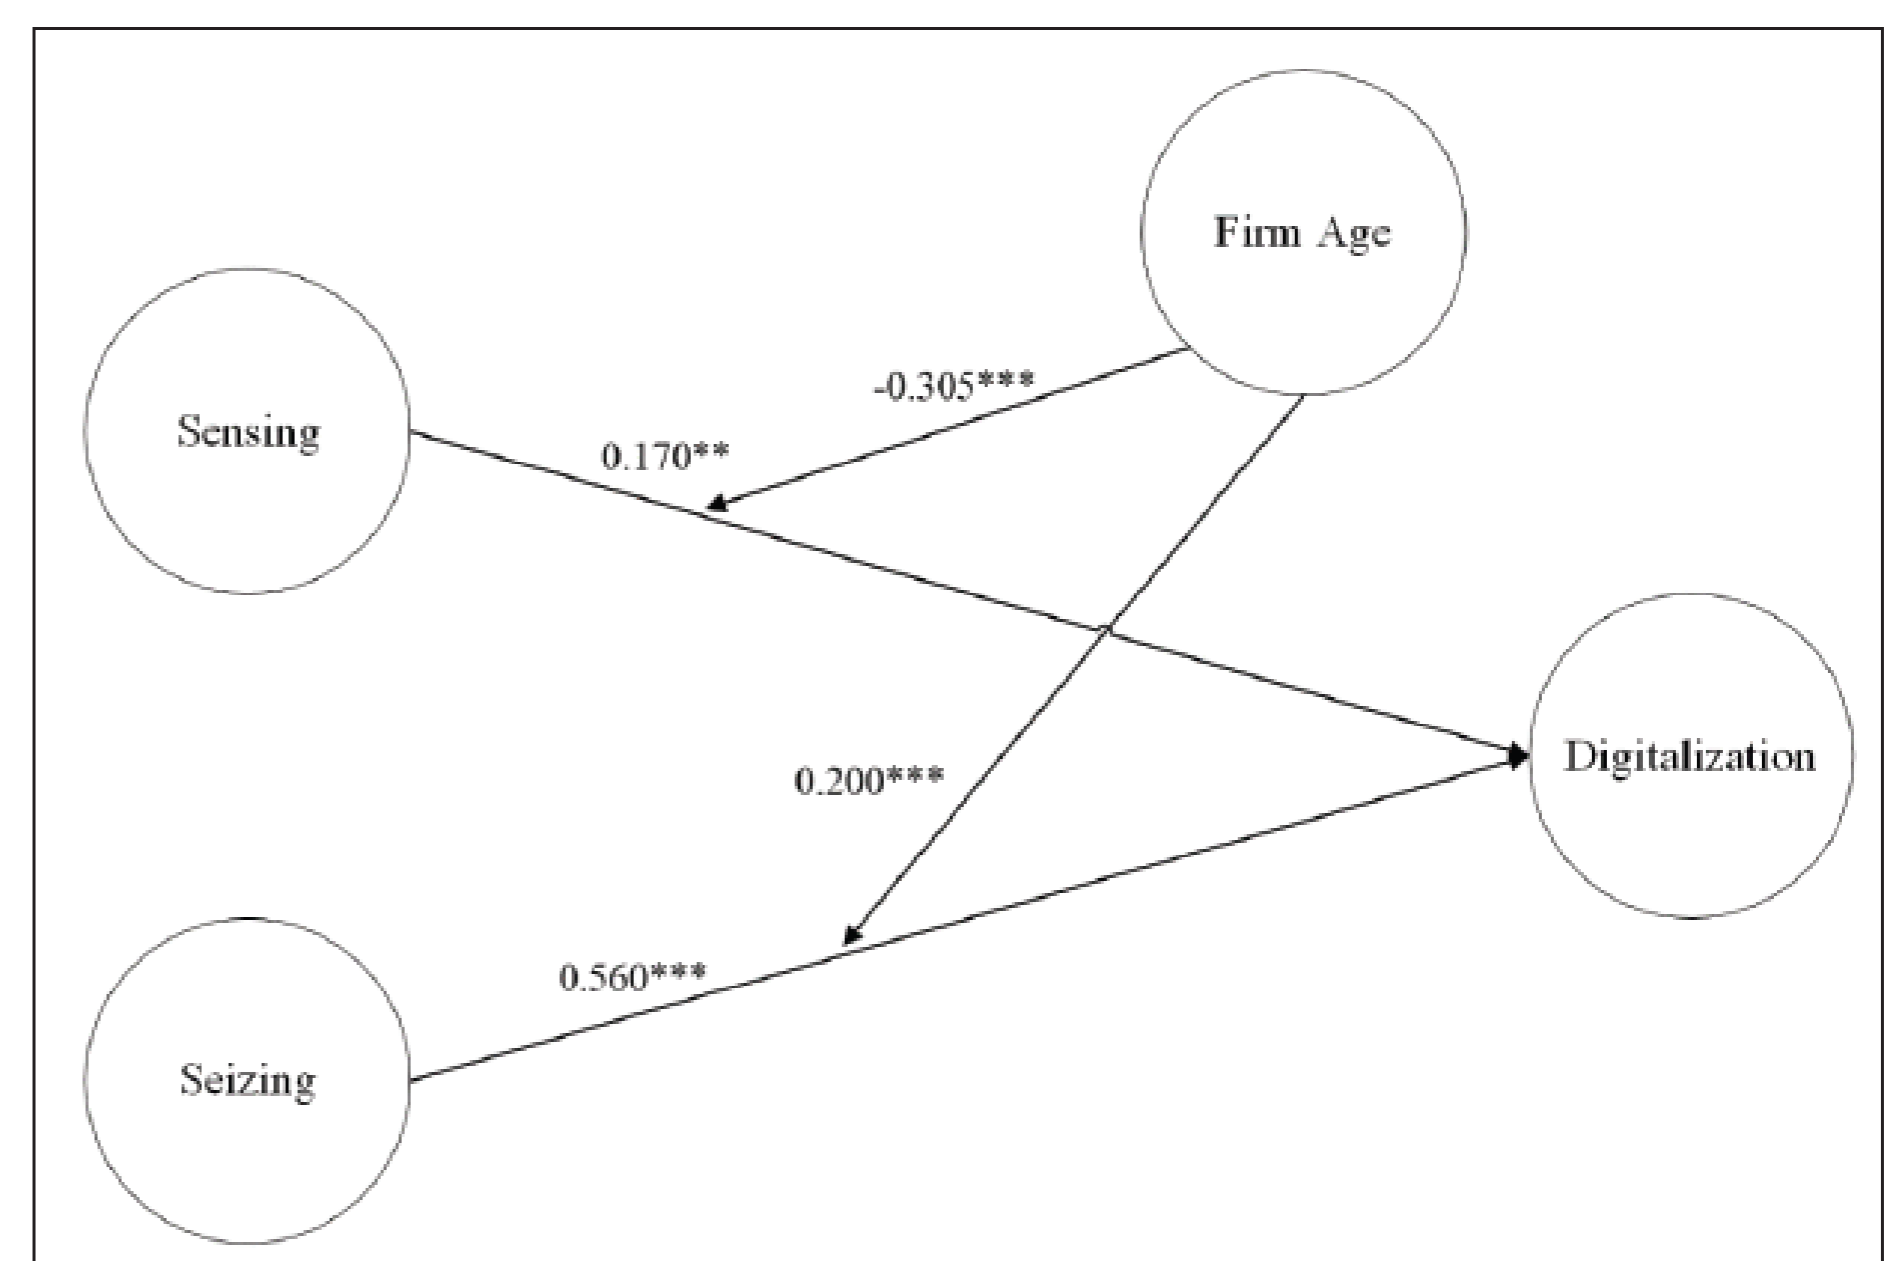 Firm Age
-0.305***
Sensing
0.170**
Digitalization
0.200***
0.560***
Seizing